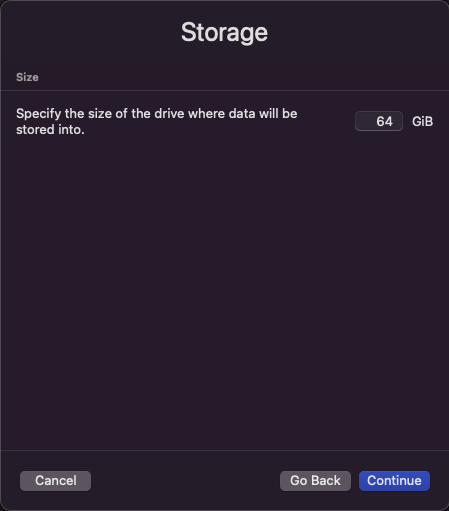 Storage
Size
Specify the size of the drive where data will be
stored into.
64 GiB
Cancel
Go Back
Continue